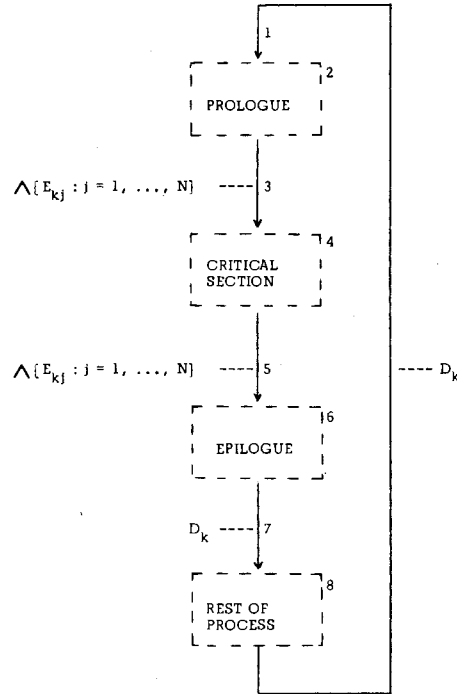 1
2
PROLOGUE
∧{E_kj : j = 1, ..., N} ---- 3
4
CRITICAL
SECTION
∧{E_kj : j = 1, ..., N} ---- 5
---- D_k
6
EPILOGUE
D_k ---- 7
8
REST OF
PROCESS